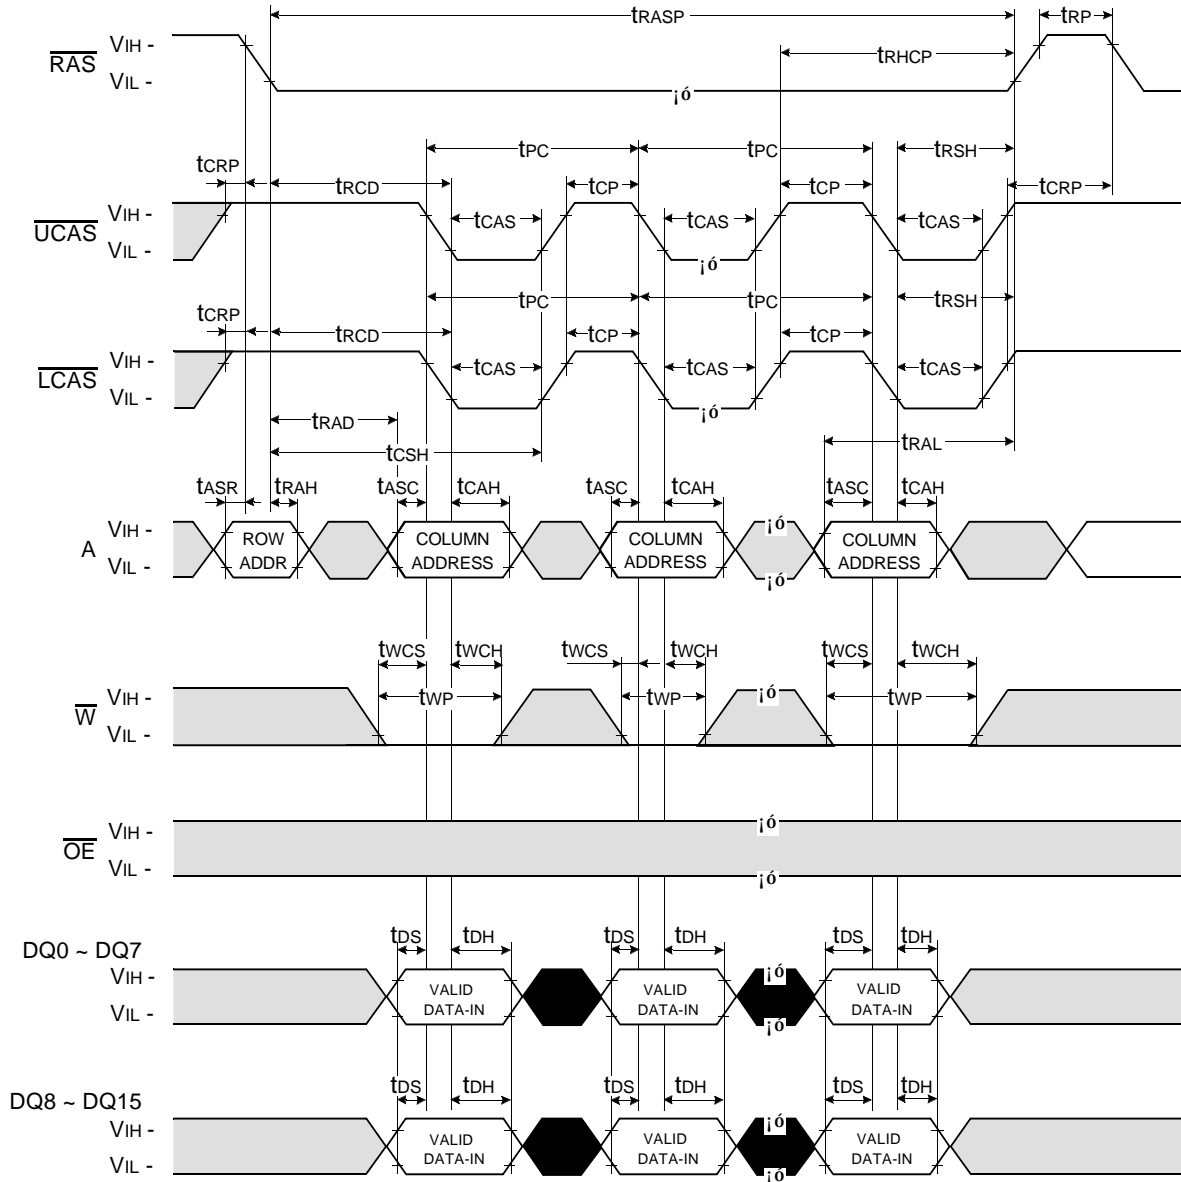 tRASP
tRP
RAS
VIH -
VIL -
tRHCP
¡ó
tCRP
tRCD
tPC
tPC
tRSH
tCP
tCP
tCRP
UCAS
VIH -
VIL -
tCAS
tCAS
tCAS
¡ó
tCRP
tRCD
tPC
tPC
tRSH
tCP
tCP
LCAS
VIH -
VIL -
tCAS
tCAS
tCAS
¡ó
tRAD
tCSH
tRAL
tASR
tRAH
tASC
tCAH
tASC
tCAH
tASC
tCAH
A
VIH -
VIL -
ROW
ADDR
COLUMN
ADDRESS
COLUMN
ADDRESS
¡ó
¡ó
COLUMN
ADDRESS
tWCS
tWCH
tWCS
tWCH
tWCS
tWCH
W
VIH -
VIL -
tWP
tWP
¡ó
tWP
OE
VIH -
VIL -
¡ó
¡ó
DQ0 ~ DQ7
VIH -
VIL -
tDS
tDH
tDS
tDH
tDS
tDH
VALID
DATA-IN
VALID
DATA-IN
¡ó
¡ó
VALID
DATA-IN
DQ8 ~ DQ15
VIH -
VIL -
tDS
tDH
tDS
tDH
tDS
tDH
VALID
DATA-IN
VALID
DATA-IN
¡ó
¡ó
VALID
DATA-IN